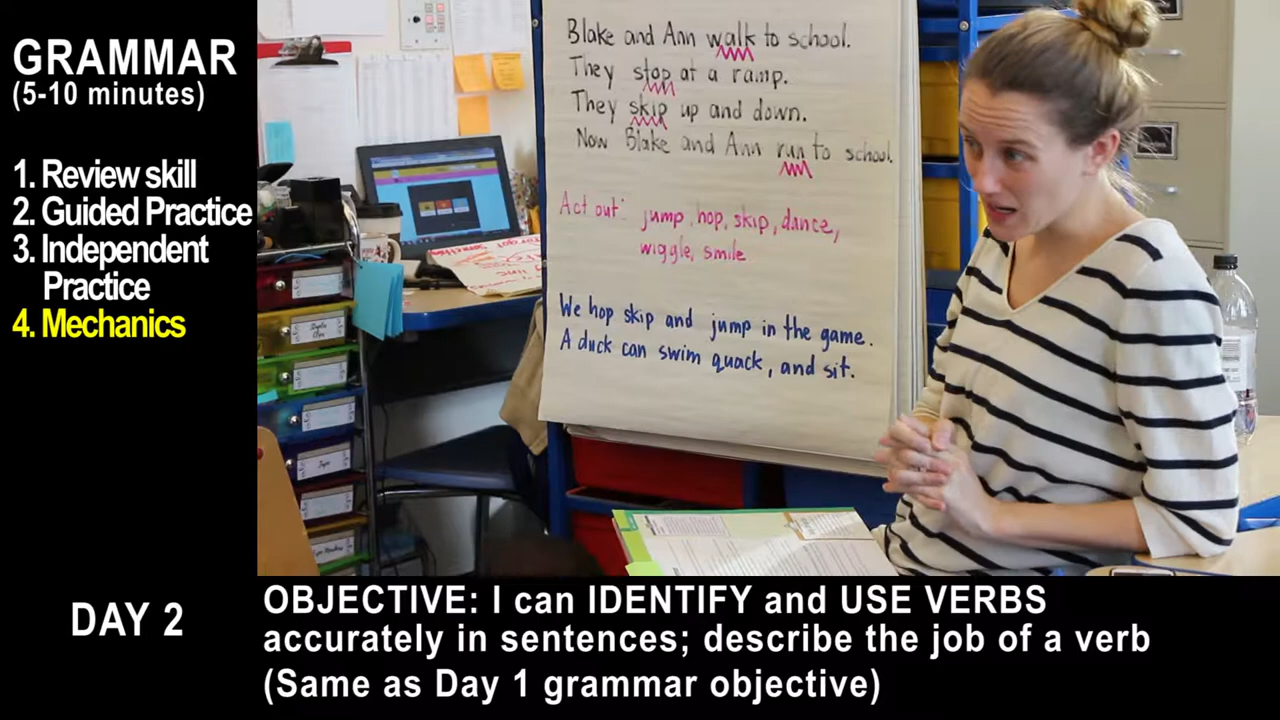 GRAMMAR
(5-10 minutes)
1. Review skill
2. Guided Practice
3. Independent
Practice
4. Mechanics
Blake and Ann walk to school.
They stop at a ramp.
They skip up and down.
Now Blake and Ann run to school.
Act out: jump, hop, skip, dance,
wiggle, smile
We hop skip and jump in the game.
A duck can swim quack, and sit.
DAY 2
OBJECTIVE: I can IDENTIFY and USE VERBS
accurately in sentences; describe the job of a verb
(Same as Day 1 grammar objective)